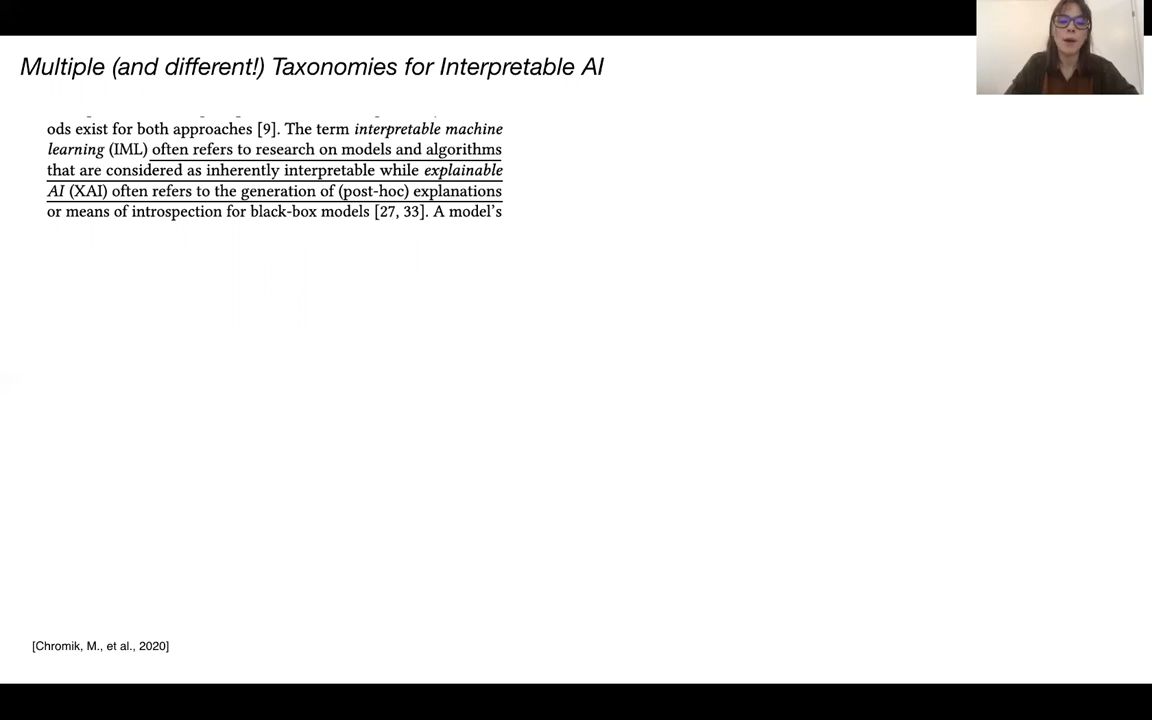 Multiple (and different!) Taxonomies for Interpretable AI
ods exist for both approaches [9]. The term interpretable machine
learning (IML) often refers to research on models and algorithms
that are considered as inherently interpretable while explainable
AI (XAI) often refers to the generation of (post-hoc) explanations
or means of introspection for black-box models [27, 33]. A model’s
[Chromik, M., et al., 2020]